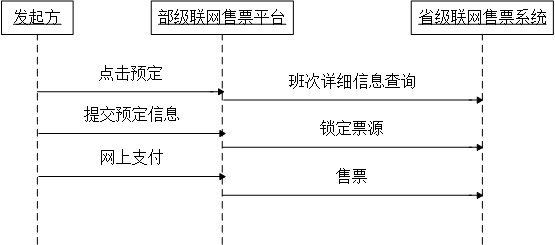 发起方
部级联网售票平台
省级联网售票系统
点击预定
班次详细信息查询
提交预定信息
锁定票源
网上支付
售票